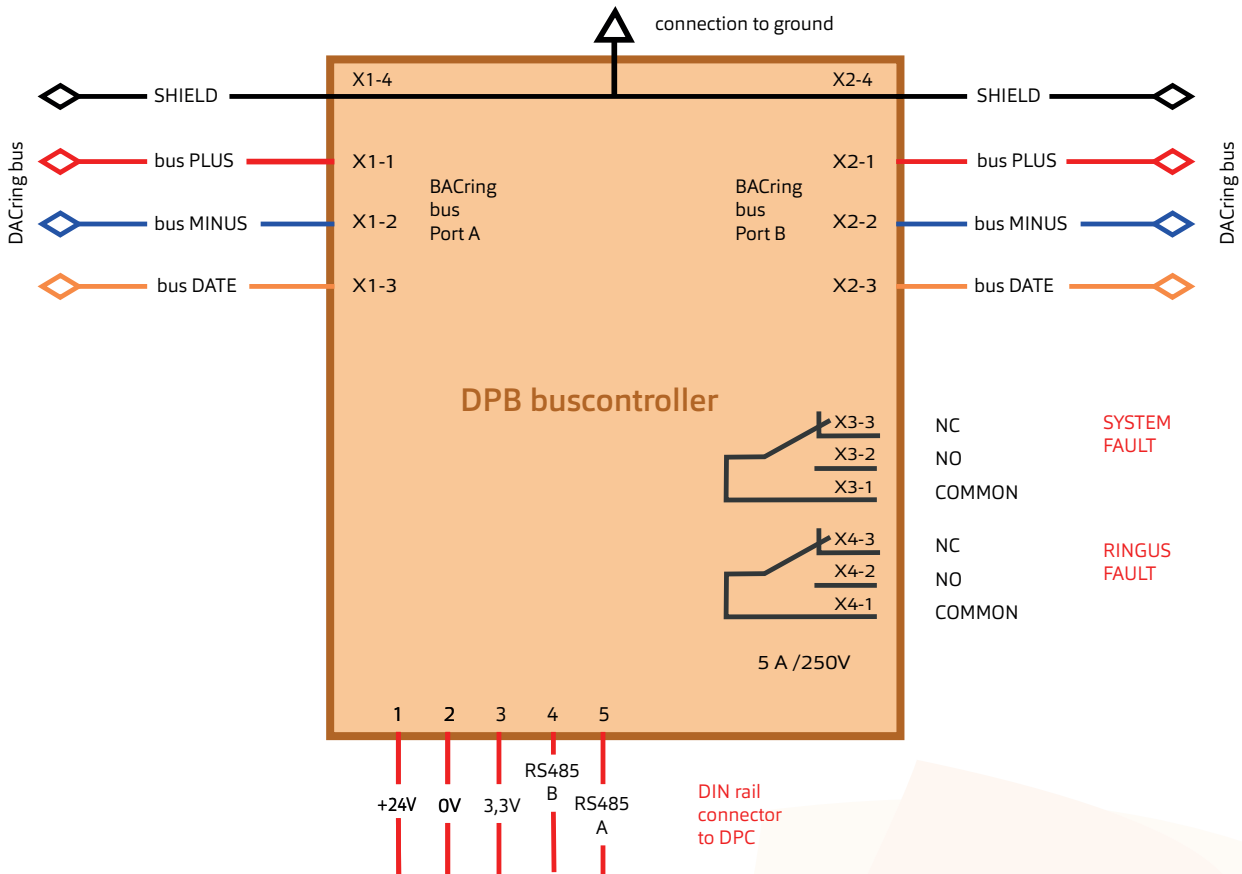 connection to ground
X1-4
X2-4
SHIELD
SHIELD
DACring bus
bus PLUS
X1-1
X2-1
bus PLUS
DACring bus
BACring
bus
Port A
BACring
bus
Port B
bus MINUS
X1-2
X2-2
bus MINUS
bus DATE
X1-3
X2-3
bus DATE
DPB buscontroller
X3-3
NC
SYSTEM
FAULT
X3-2
NO
X3-1
COMMON
X4-3
NC
RINGUS
FAULT
X4-2
NO
X4-1
COMMON
5 A /250V
1
2
3
4
5
+24V
0V
3,3V
RS485
B
RS485
A
DIN rail
connector
to DPC